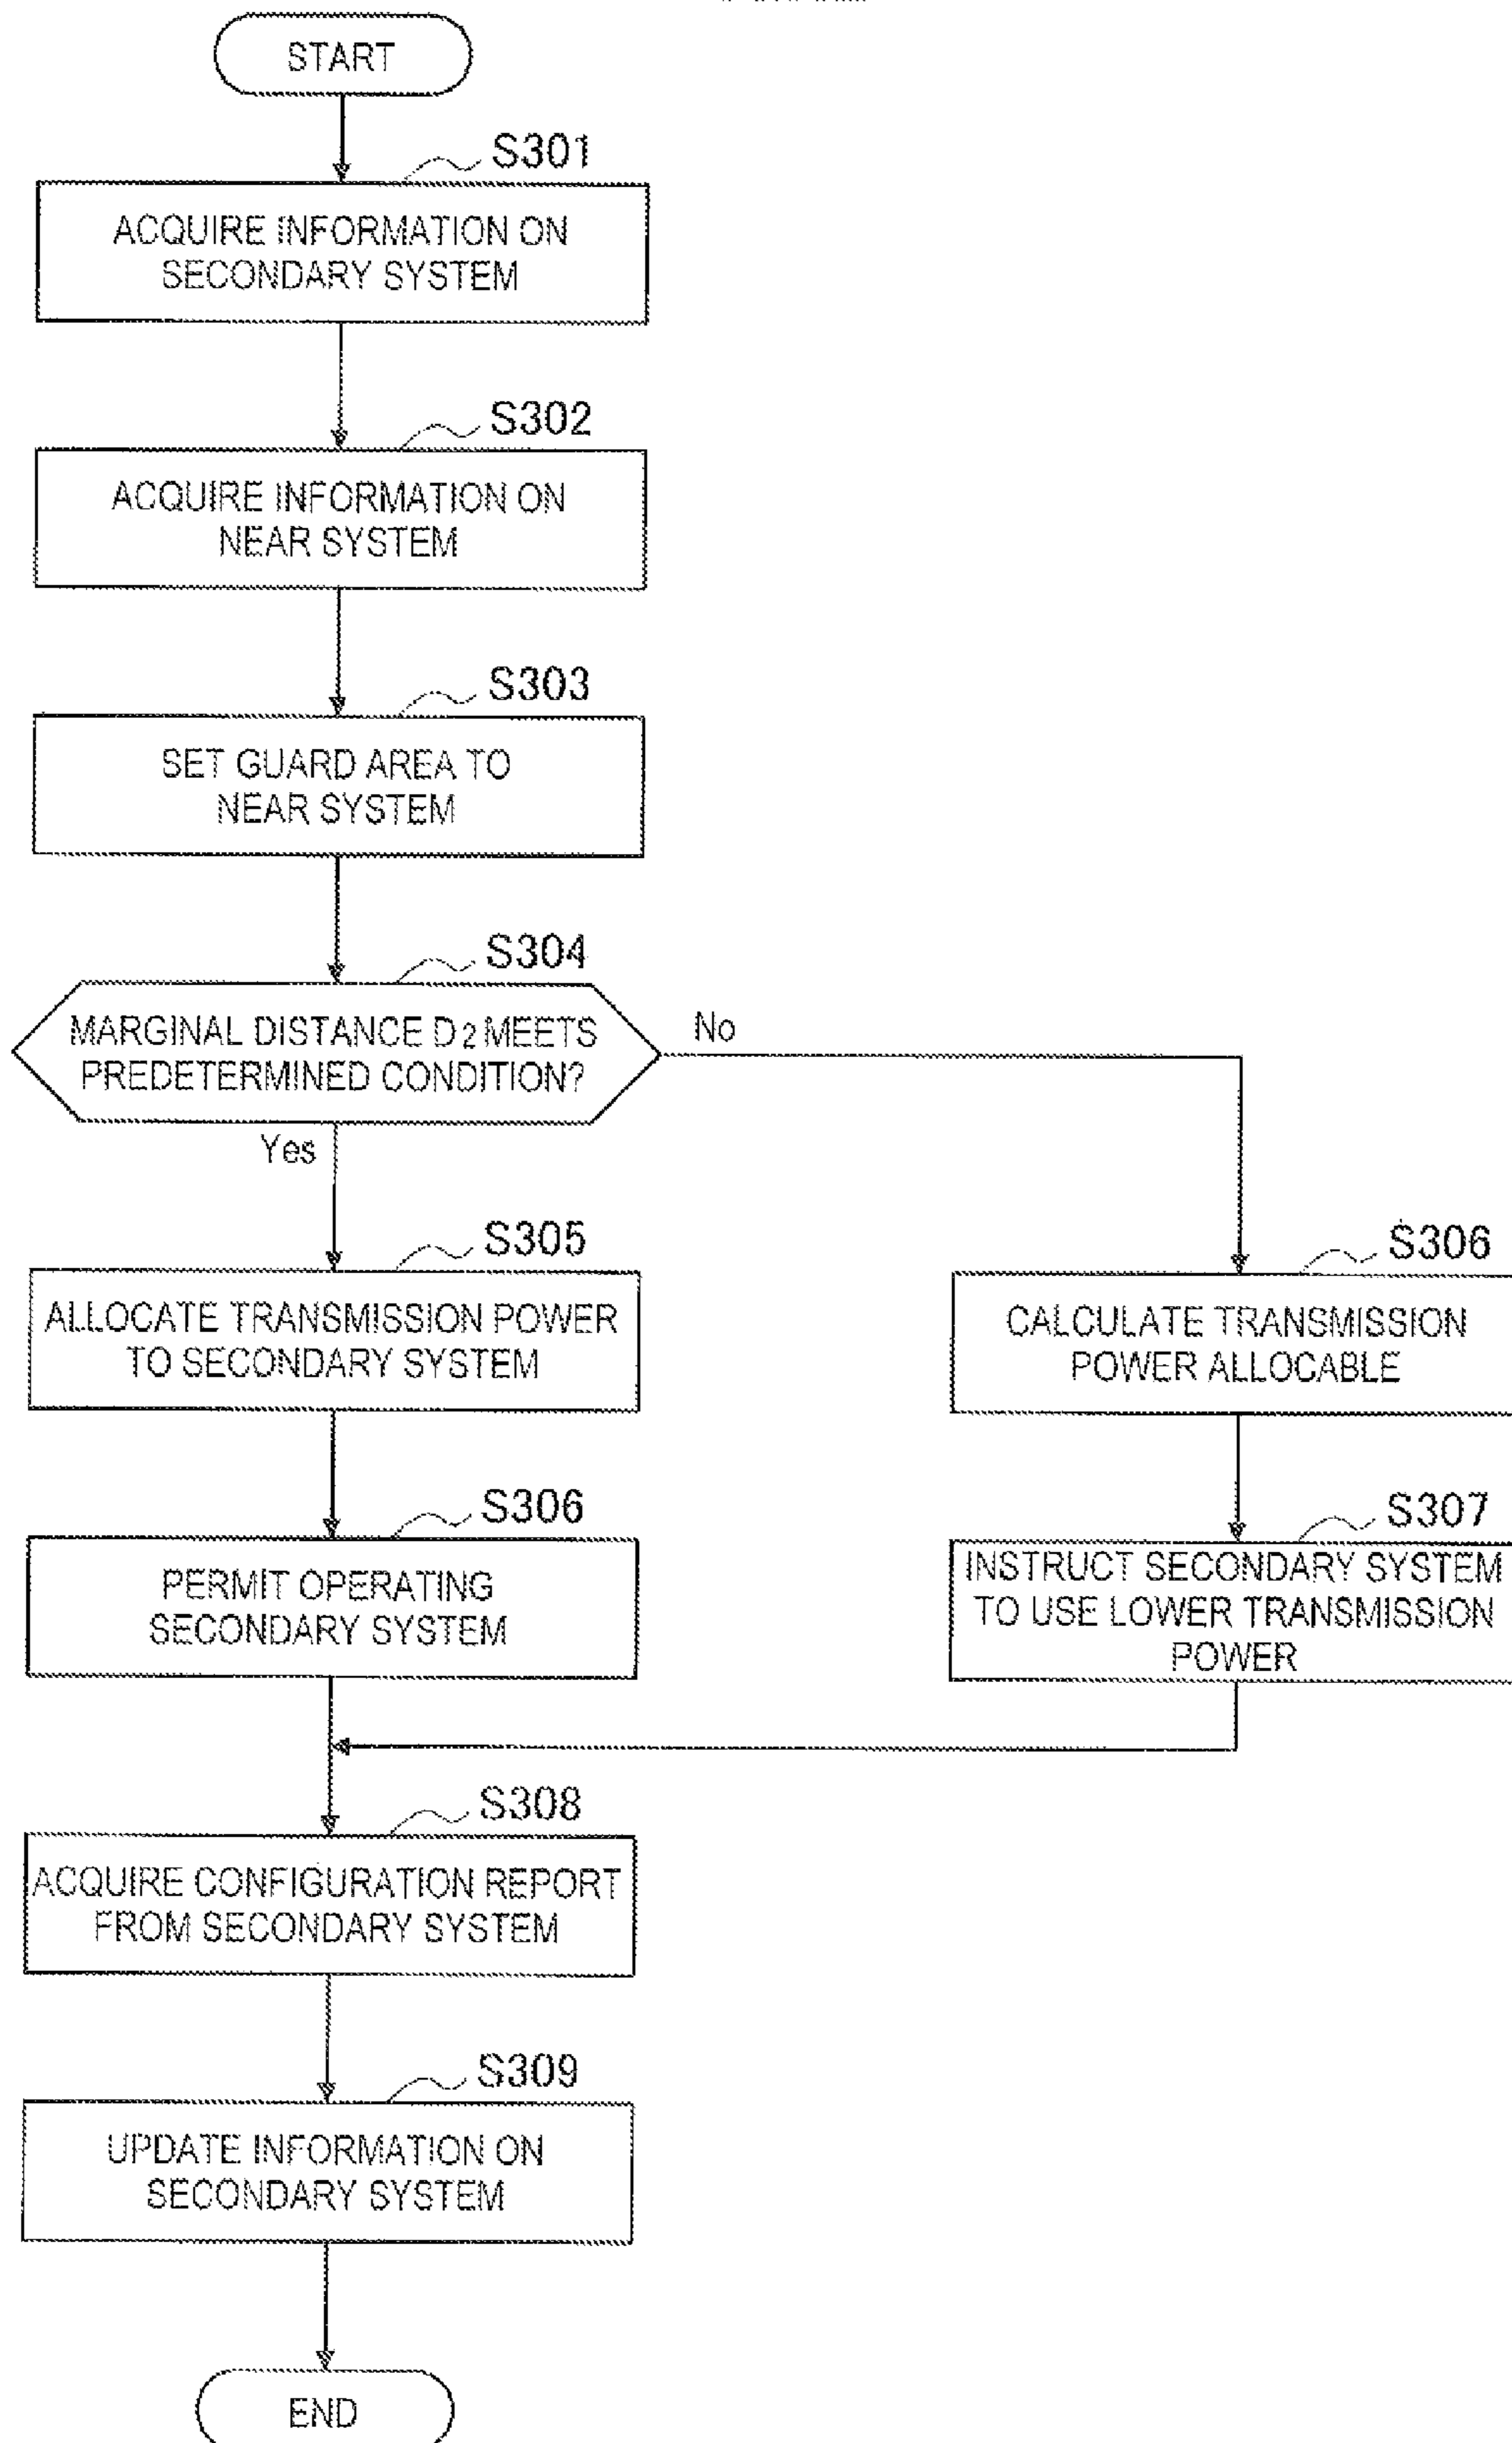 START
S301
ACQUIRE INFORMATION ON
SECONDARY SYSTEM
S302
ACQUIRE INFORMATION ON
NEAR SYSTEM
S303
SET GUARD AREA TO
NEAR SYSTEM
S304
MARGINAL DISTANCE D2 MEETS
PREDETERMINED CONDITION?
No
Yes
S305
ALLOCATE TRANSMISSION POWER
TO SECONDARY SYSTEM
S306
CALCULATE TRANSMISSION
POWER ALLOCABLE
S306
PERMIT OPERATING
SECONDARY SYSTEM
S307
INSTRUCT SECONDARY SYSTEM
TO USE LOWER TRANSMISSION
POWER
S308
ACQUIRE CONFIGURATION REPORT
FROM SECONDARY SYSTEM
S309
UPDATE INFORMATION ON
SECONDARY SYSTEM
END